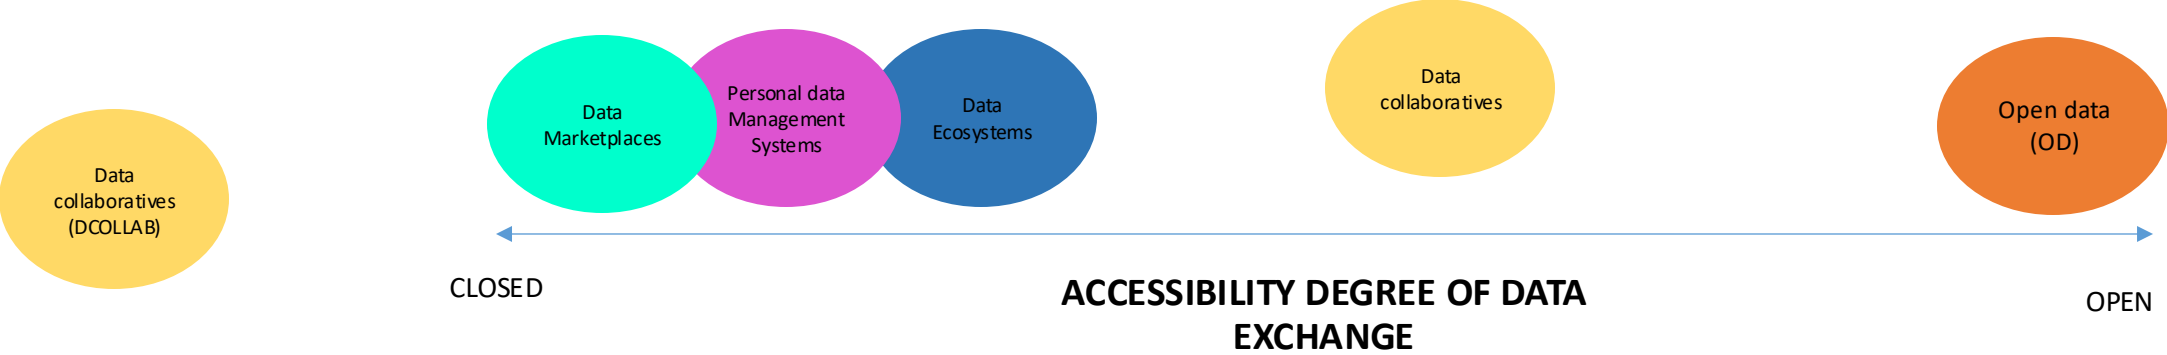 Data
collaboratives
(DCOLLAB)
Data
Marketplaces
Personal data
Management
Systems
Data
Ecosystems
Data
collaboratives
Open data
(OD)
CLOSED
ACCESSIBILITY DEGREE OF DATA
EXCHANGE
OPEN